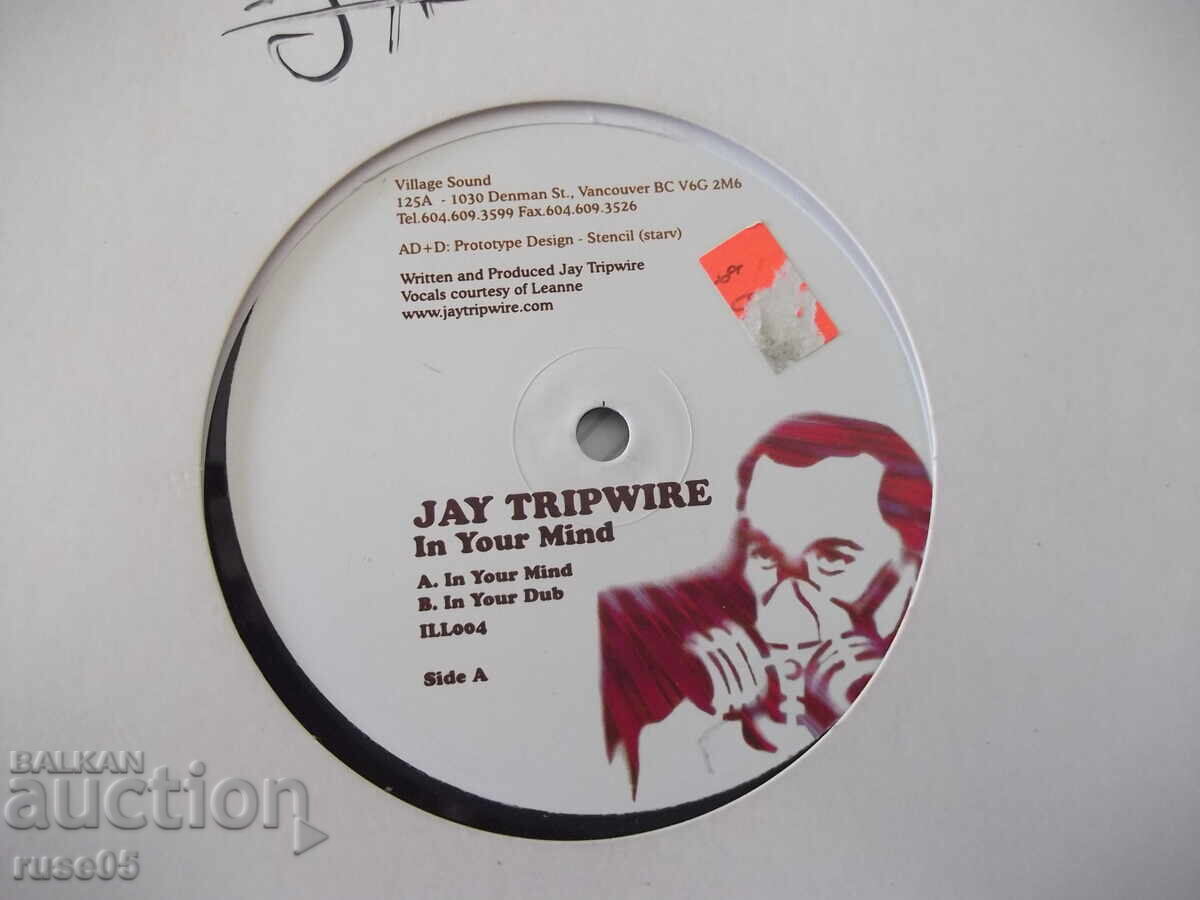 Village Sound
125A - 1030 Denman St., Vancouver BC V6G 2M6
Tel.604.609.3599 Fax.604.609.3526
AD+D: Prototype Design - Stencil (starv)
Written and Produced Jay Tripwire
Vocals courtesy of Leanne
www.jaytripwire.com
JAY TRIPWIRE
In Your Mind
A. In Your Mind
B. In Your Dub
ILL004
Side A
BALKAN
auction
ruse05